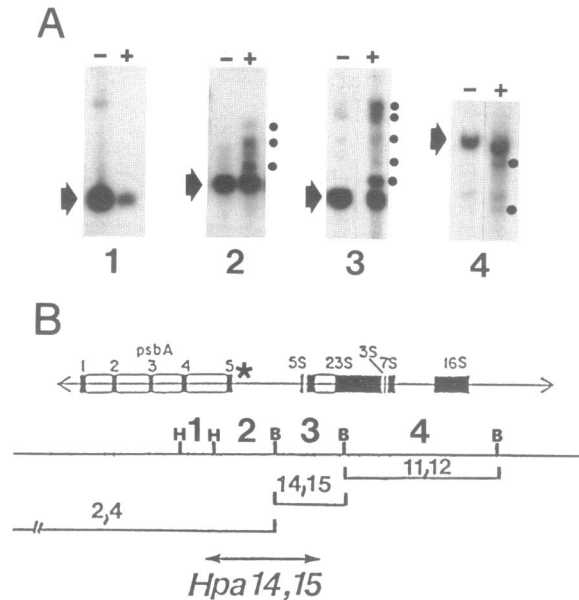 A
− +
− +
− +
− +
1 2 3 4
B
psbA
1 2 3 4 5 * 5S 23S 3S 7S 16S
H 1 H 2 B 3 B 4 B
11,12
14,15
2,4
Hpa 14,15